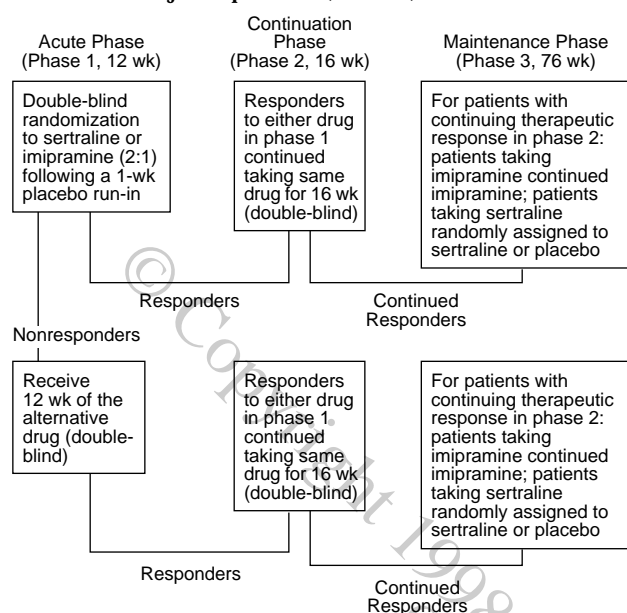 Acute Phase
(Phase 1, 12 wk)
Continuation
Phase
(Phase 2, 16 wk)
Maintenance Phase
(Phase 3, 76 wk)
Double-blind
randomization
to sertraline or
imipramine (2:1)
following a 1-wk
placebo run-in
Responders
to either drug
in phase 1
continued
taking same
drug for 16 wk
(double-blind)
For patients with
continuing therapeutic
response in phase 2:
patients taking
imipramine continued
imipramine; patients
taking sertraline
randomly assigned to
sertraline or placebo
Responders
Continued
Responders
Nonresponders
Receive
12 wk of the
alternative
drug (double-
blind)
Responders
to either drug
in phase 1
continued
taking same
drug for 16 wk
(double-blind)
For patients with
continuing therapeutic
response in phase 2:
patients taking
imipramine continued
imipramine; patients
taking sertraline
randomly assigned to
sertraline or placebo
Responders
Continued
Responders
© Copyright 1998